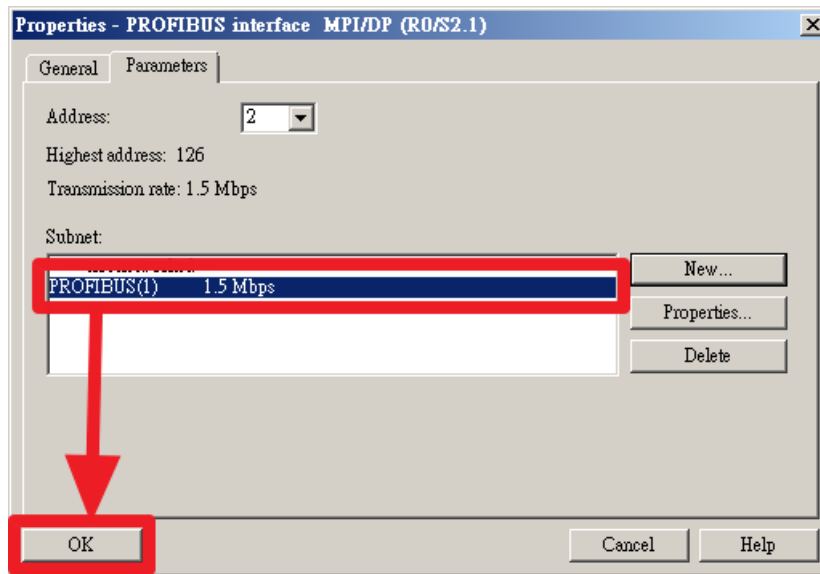 Properties - PROFIBUS interface MPI/DP (R0/S2.1)
General Parameters
Address: 2
Highest address: 126
Transmission rate: 1.5 Mbps
Subnet:
PROFIBUS(1) 1.5 Mbps
New...
Properties...
Delete
OK Cancel Help